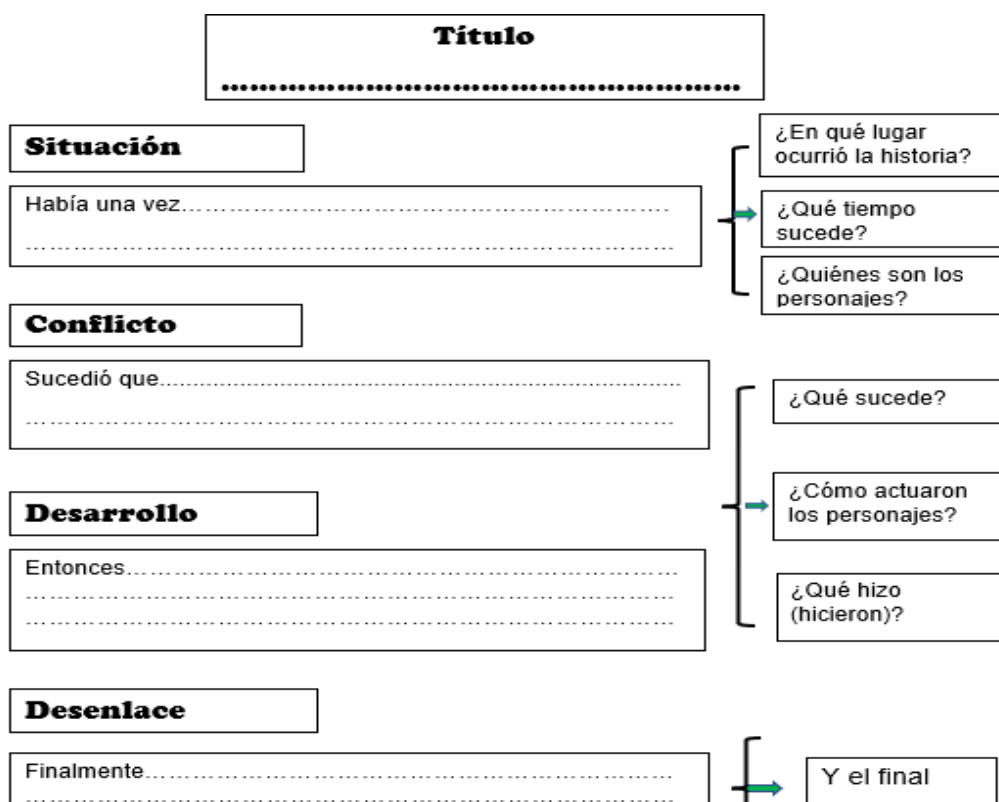 Título
........................................................
Situación
¿En qué lugar
ocurrió la historia?
Había una vez……………………………………………………
…………………………………………………………………
¿Qué tiempo
sucede?
¿Quiénes son los
personajes?
Conflicto
Sucedió que......................................................................................
…………………………………………………………………
¿Qué sucede?
¿Cómo actuaron
los personajes?
Desarrollo
Entonces…………………………………………………………
…………………………………………………………………
…………………………………………………………………
¿Qué hizo
(hicieron)?
Desenlace
Finalmente………………………………………………………
…………………………………………………………………
Y el final